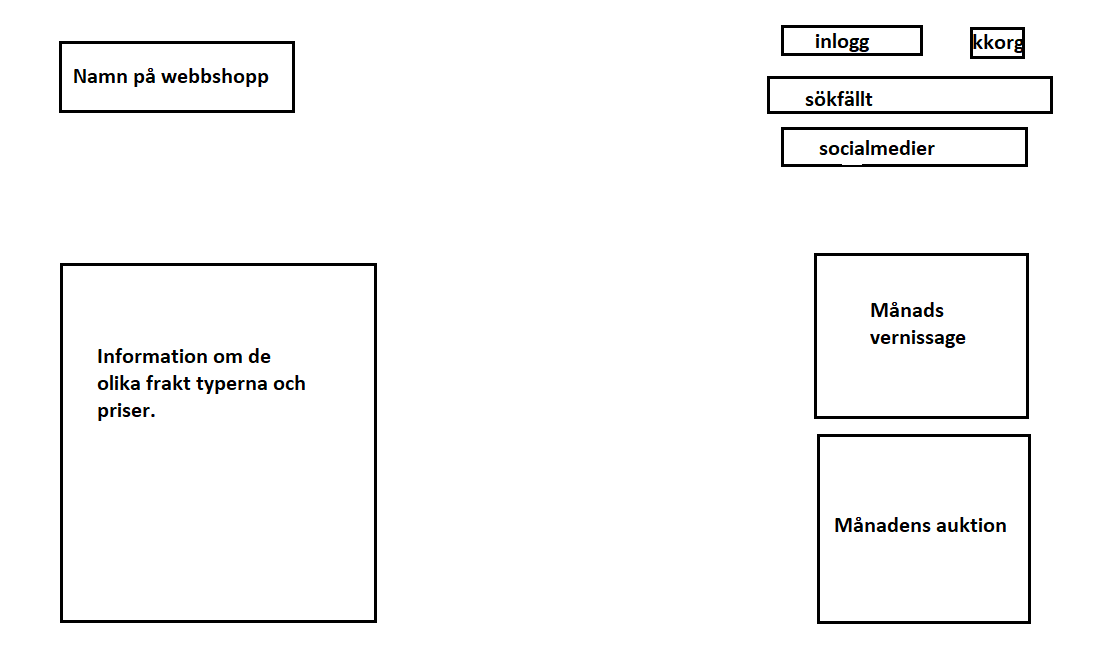 Namn på webbshopp
inlogg
kkorg
sökfällt
socialmedier
Information om de
olika frakt typerna och
priser.
Månads
vernissage
Månadens auktion